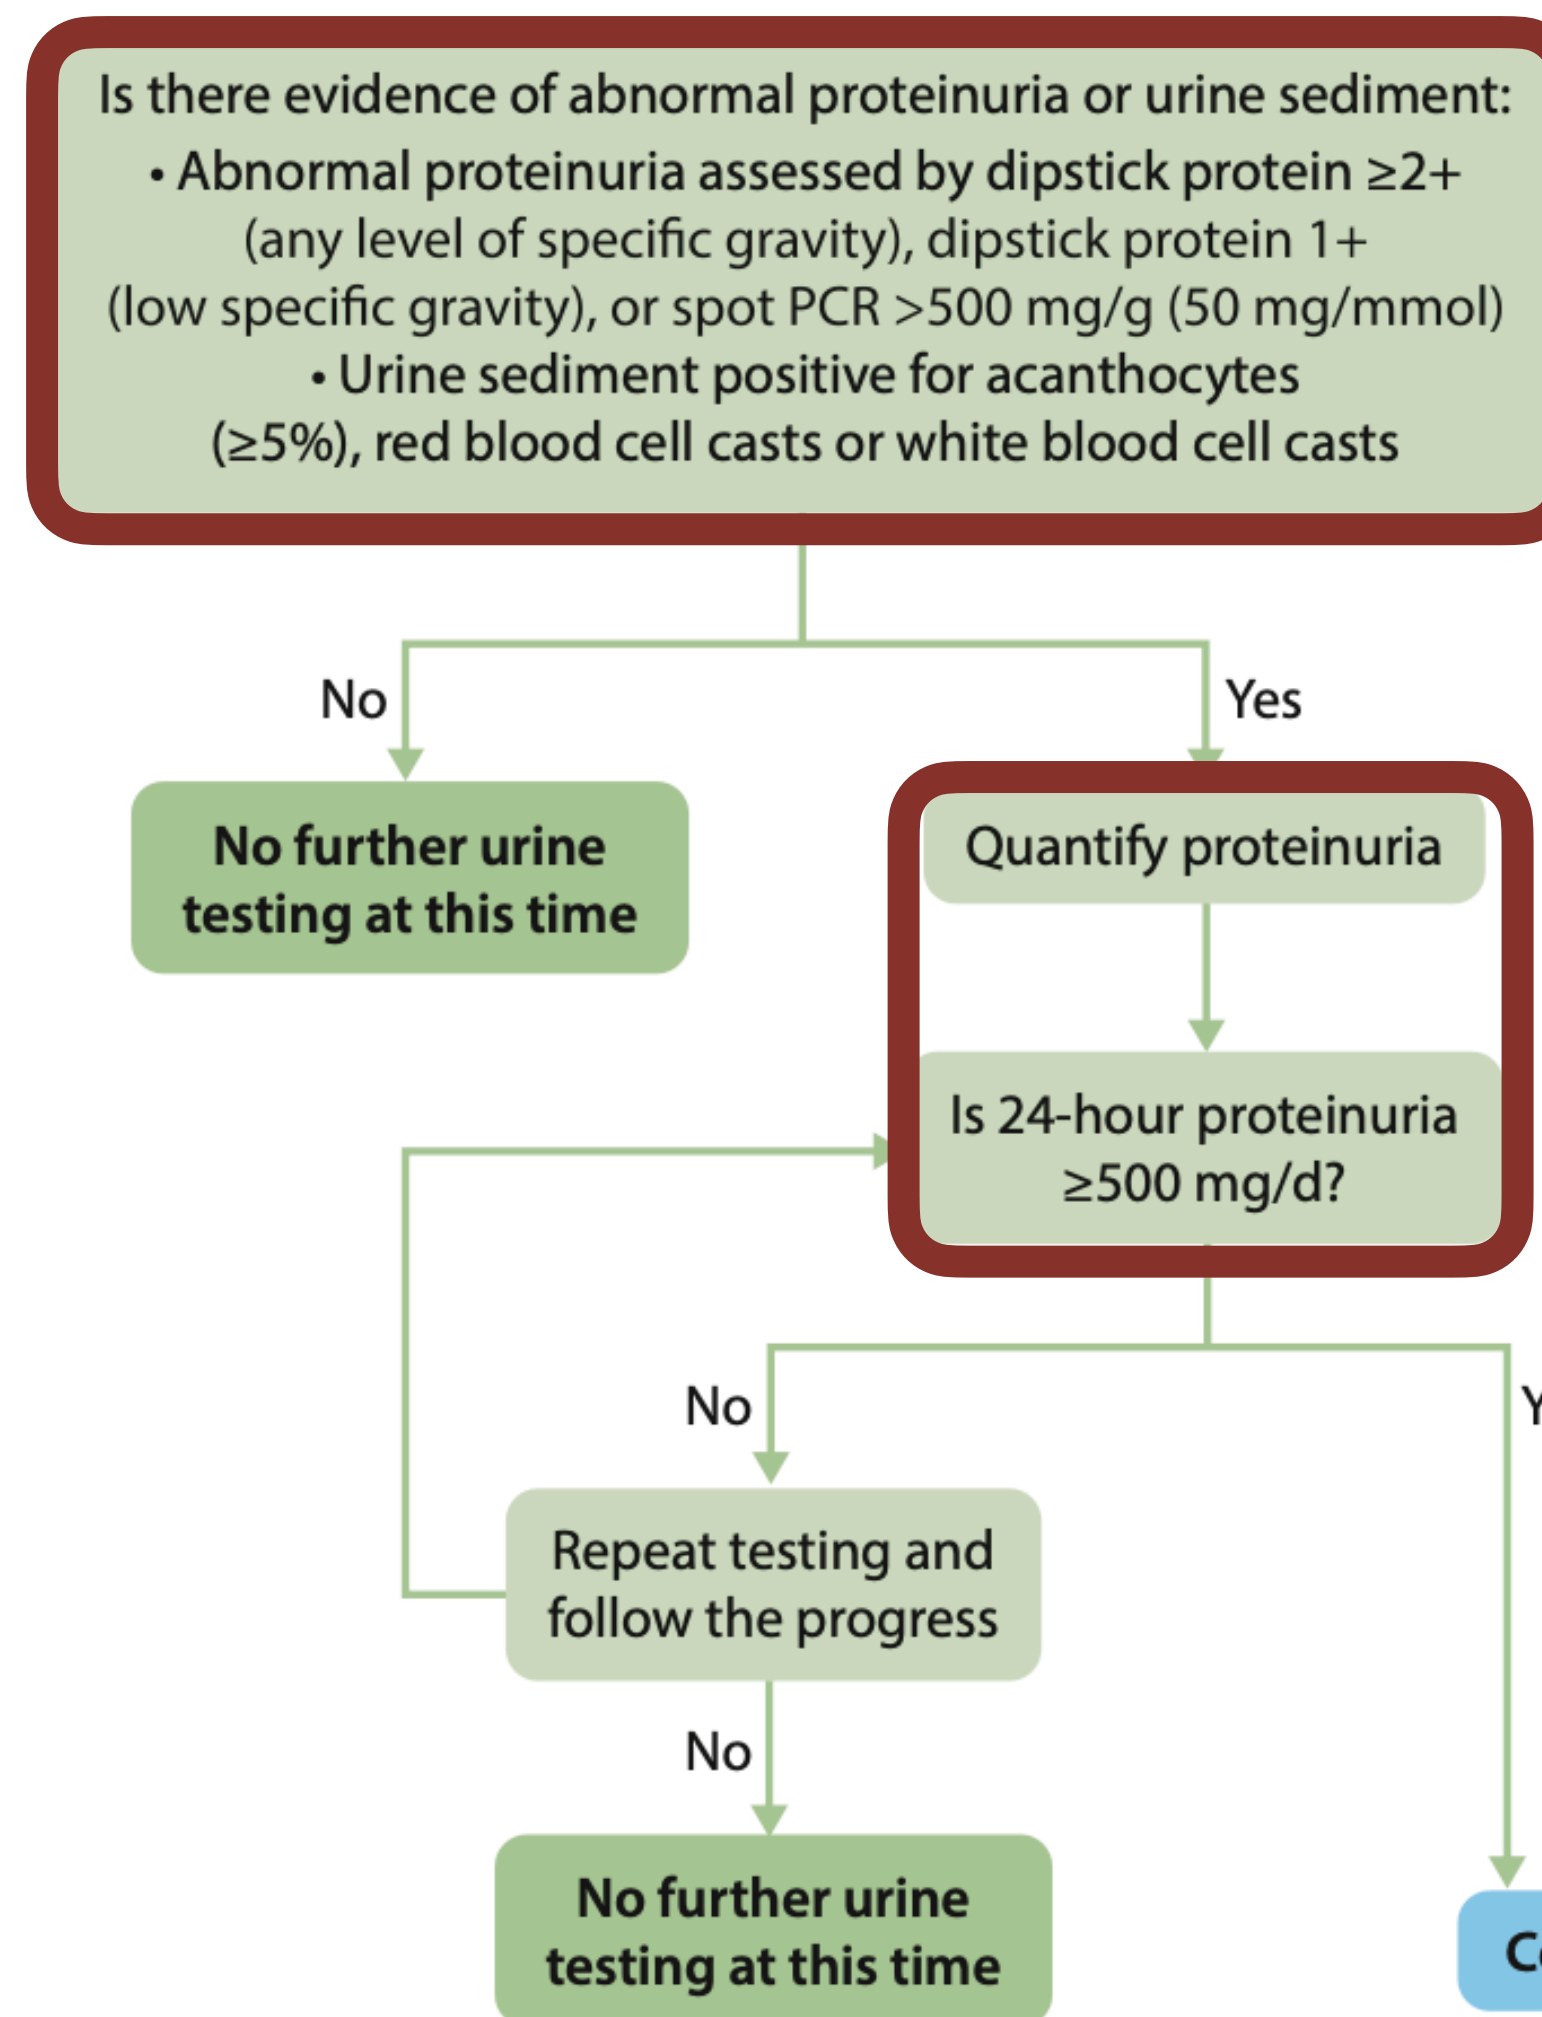 Is there evidence of abnormal proteinuria or urine sediment:
• Abnormal proteinuria assessed by dipstick protein ≥2+
(any level of specific gravity), dipstick protein 1+
(low specific gravity), or spot PCR >500 mg/g (50 mg/mmol)
• Urine sediment positive for acanthocytes
(≥5%), red blood cell casts or white blood cell casts
No
Yes
No further urine
testing at this time
Quantify proteinuria
Is 24-hour proteinuria
≥500 mg/d?
No
Repeat testing and
follow the progress
No
No further urine
testing at this time